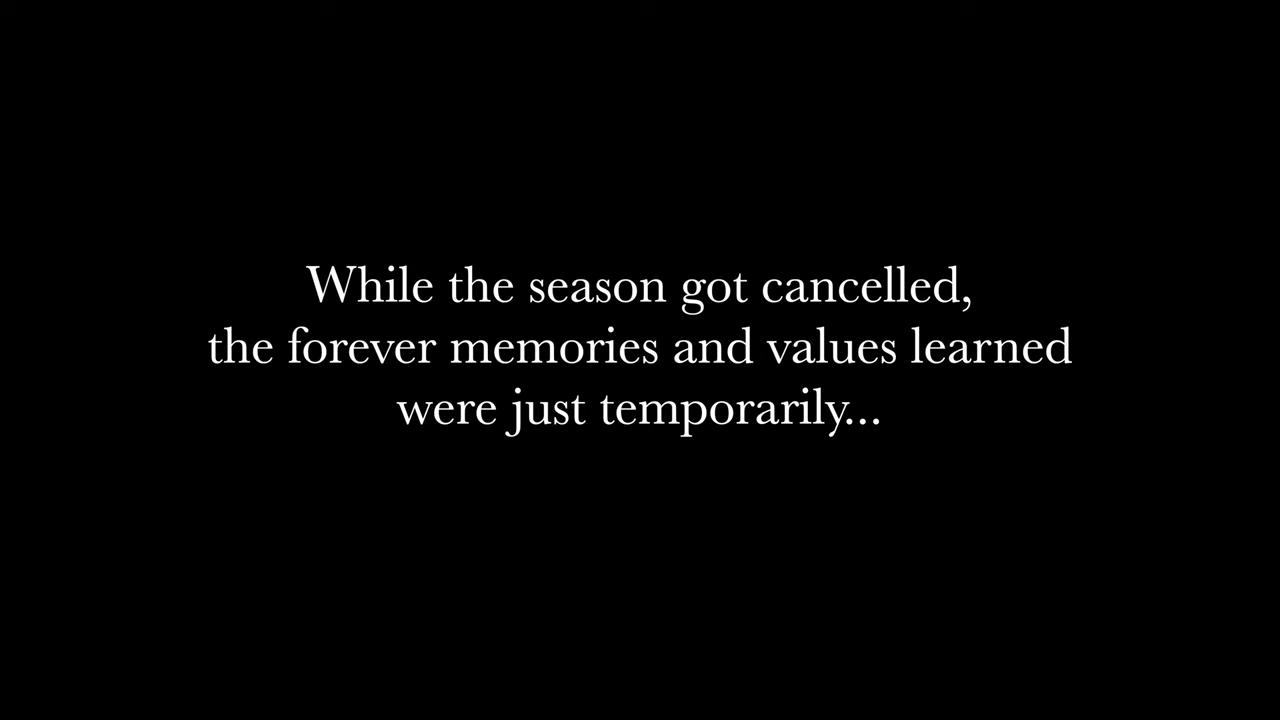 While the season got cancelled,
the forever memories and values learned
were just temporarily...